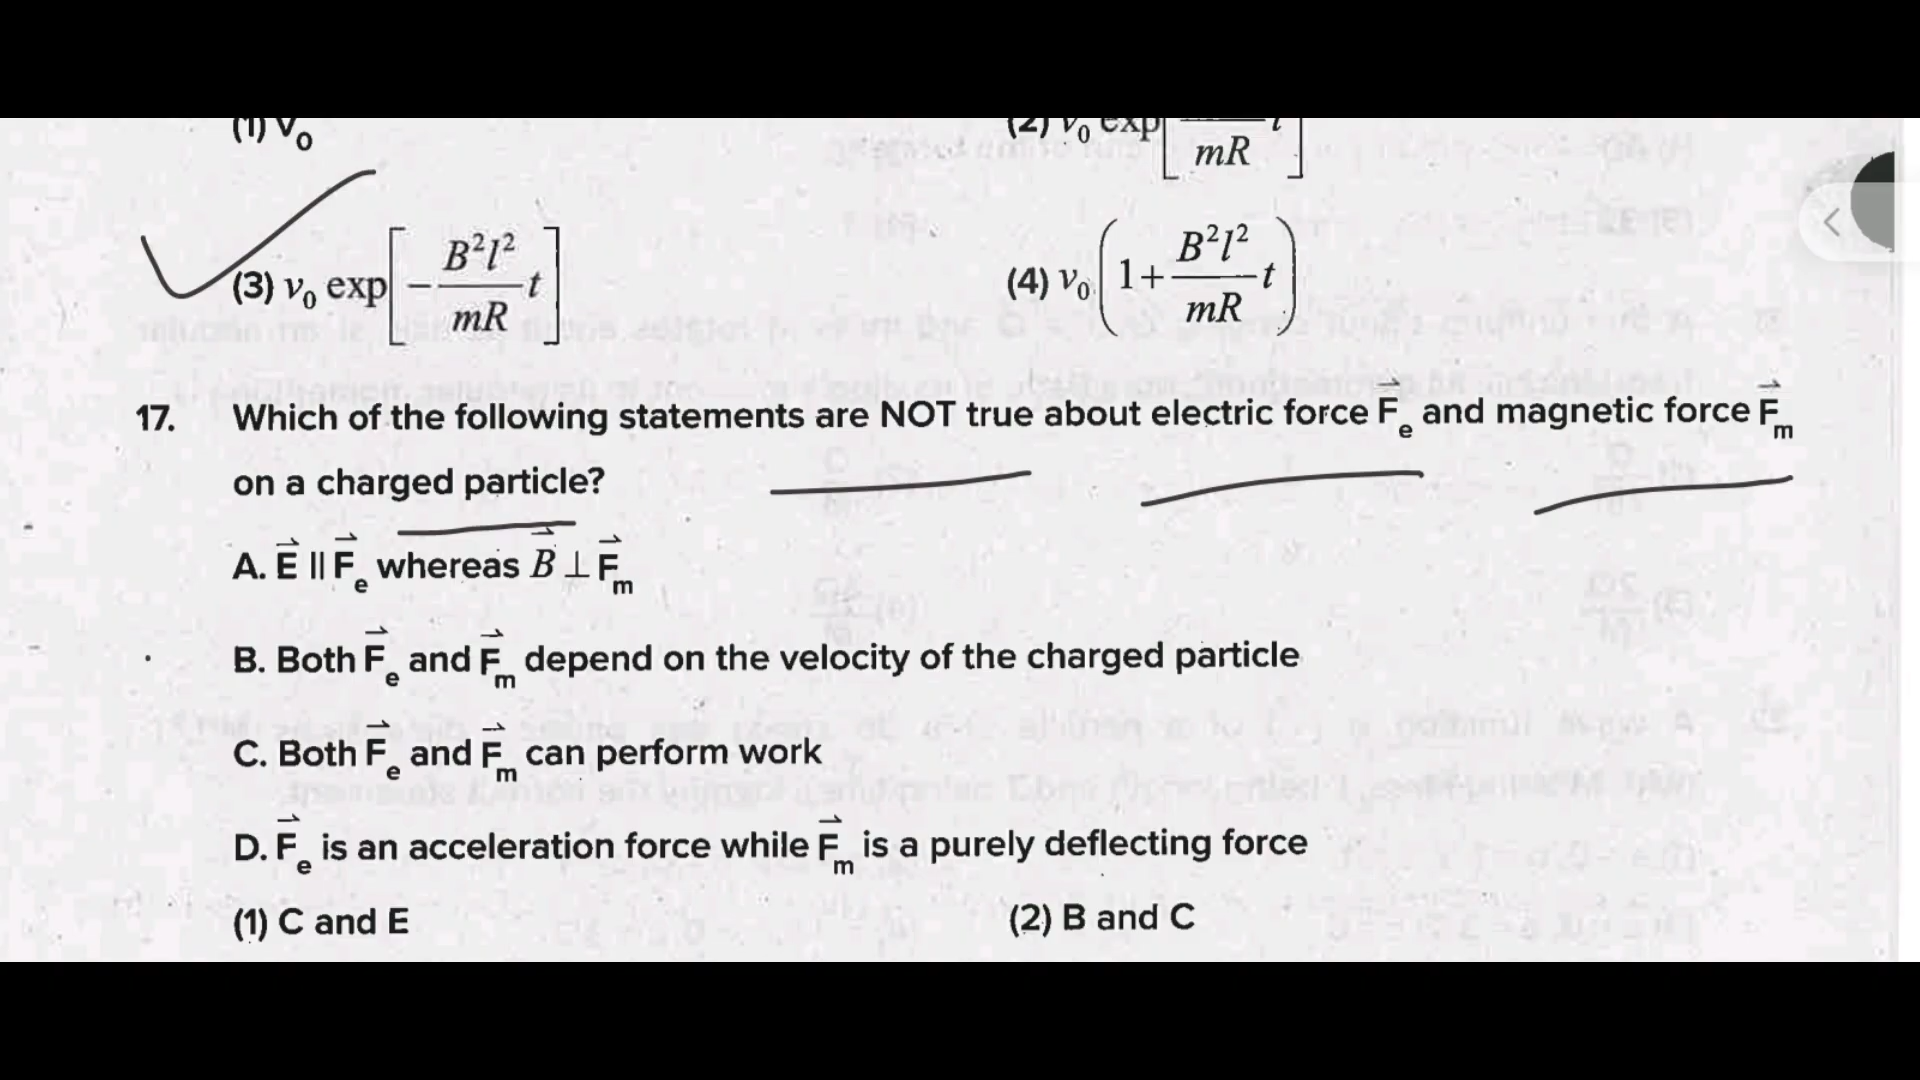 (1) v₀ (2) v₀ exp[ mR t ]
(3) v₀ exp[ - B²l² / mR t ] (4) v₀ ( 1 + B²l² / mR t )
17. Which of the following statements are NOT true about electric force F⃗e and magnetic force F⃗m
on a charged particle?
A. E⃗ || F⃗e whereas B⃗ ⊥ F⃗m
B. Both F⃗e and F⃗m depend on the velocity of the charged particle
C. Both F⃗e and F⃗m can perform work
D. F⃗e is an acceleration force while F⃗m is a purely deflecting force
(1) C and E (2) B and C